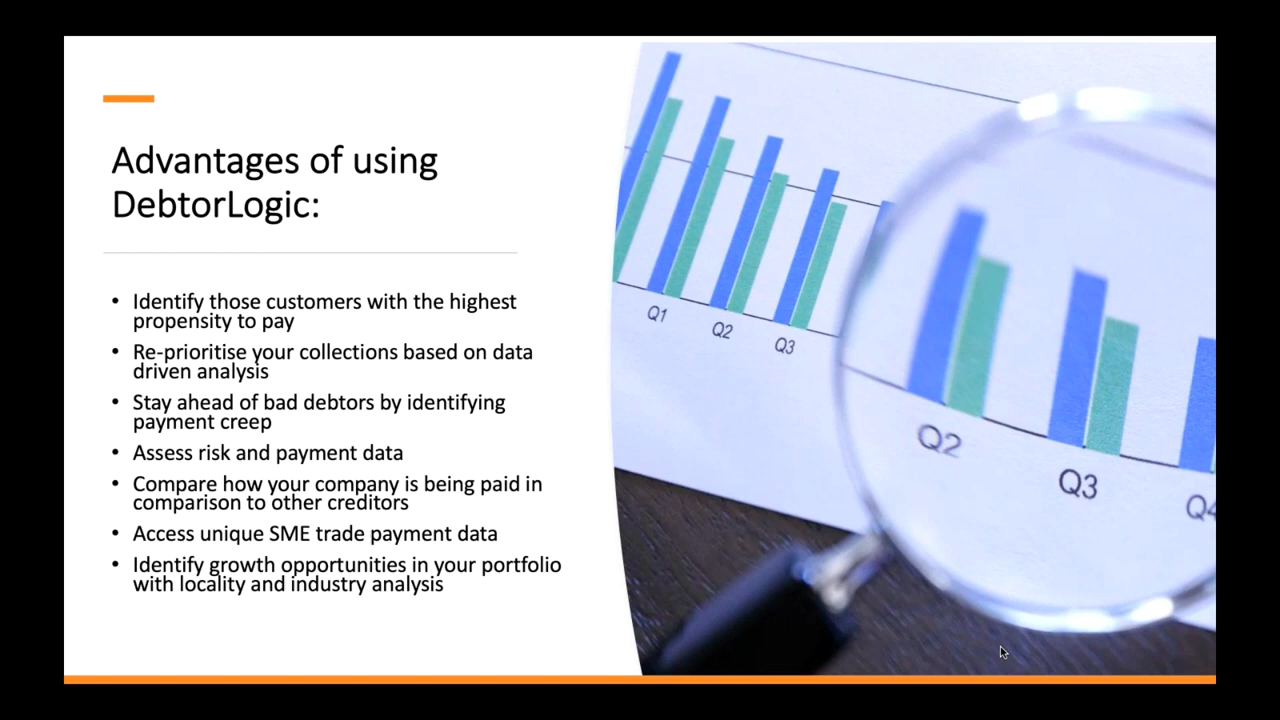 Advantages of using
DebtorLogic:
• Identify those customers with the highest
propensity to pay
• Re-prioritise your collections based on data
driven analysis
• Stay ahead of bad debtors by identifying
payment creep
• Assess risk and payment data
• Compare how your company is being paid in
comparison to other creditors
• Access unique SME trade payment data
• Identify growth opportunities in your portfolio
with locality and industry analysis
Q1
Q2
Q3
Q2
Q3
Q4